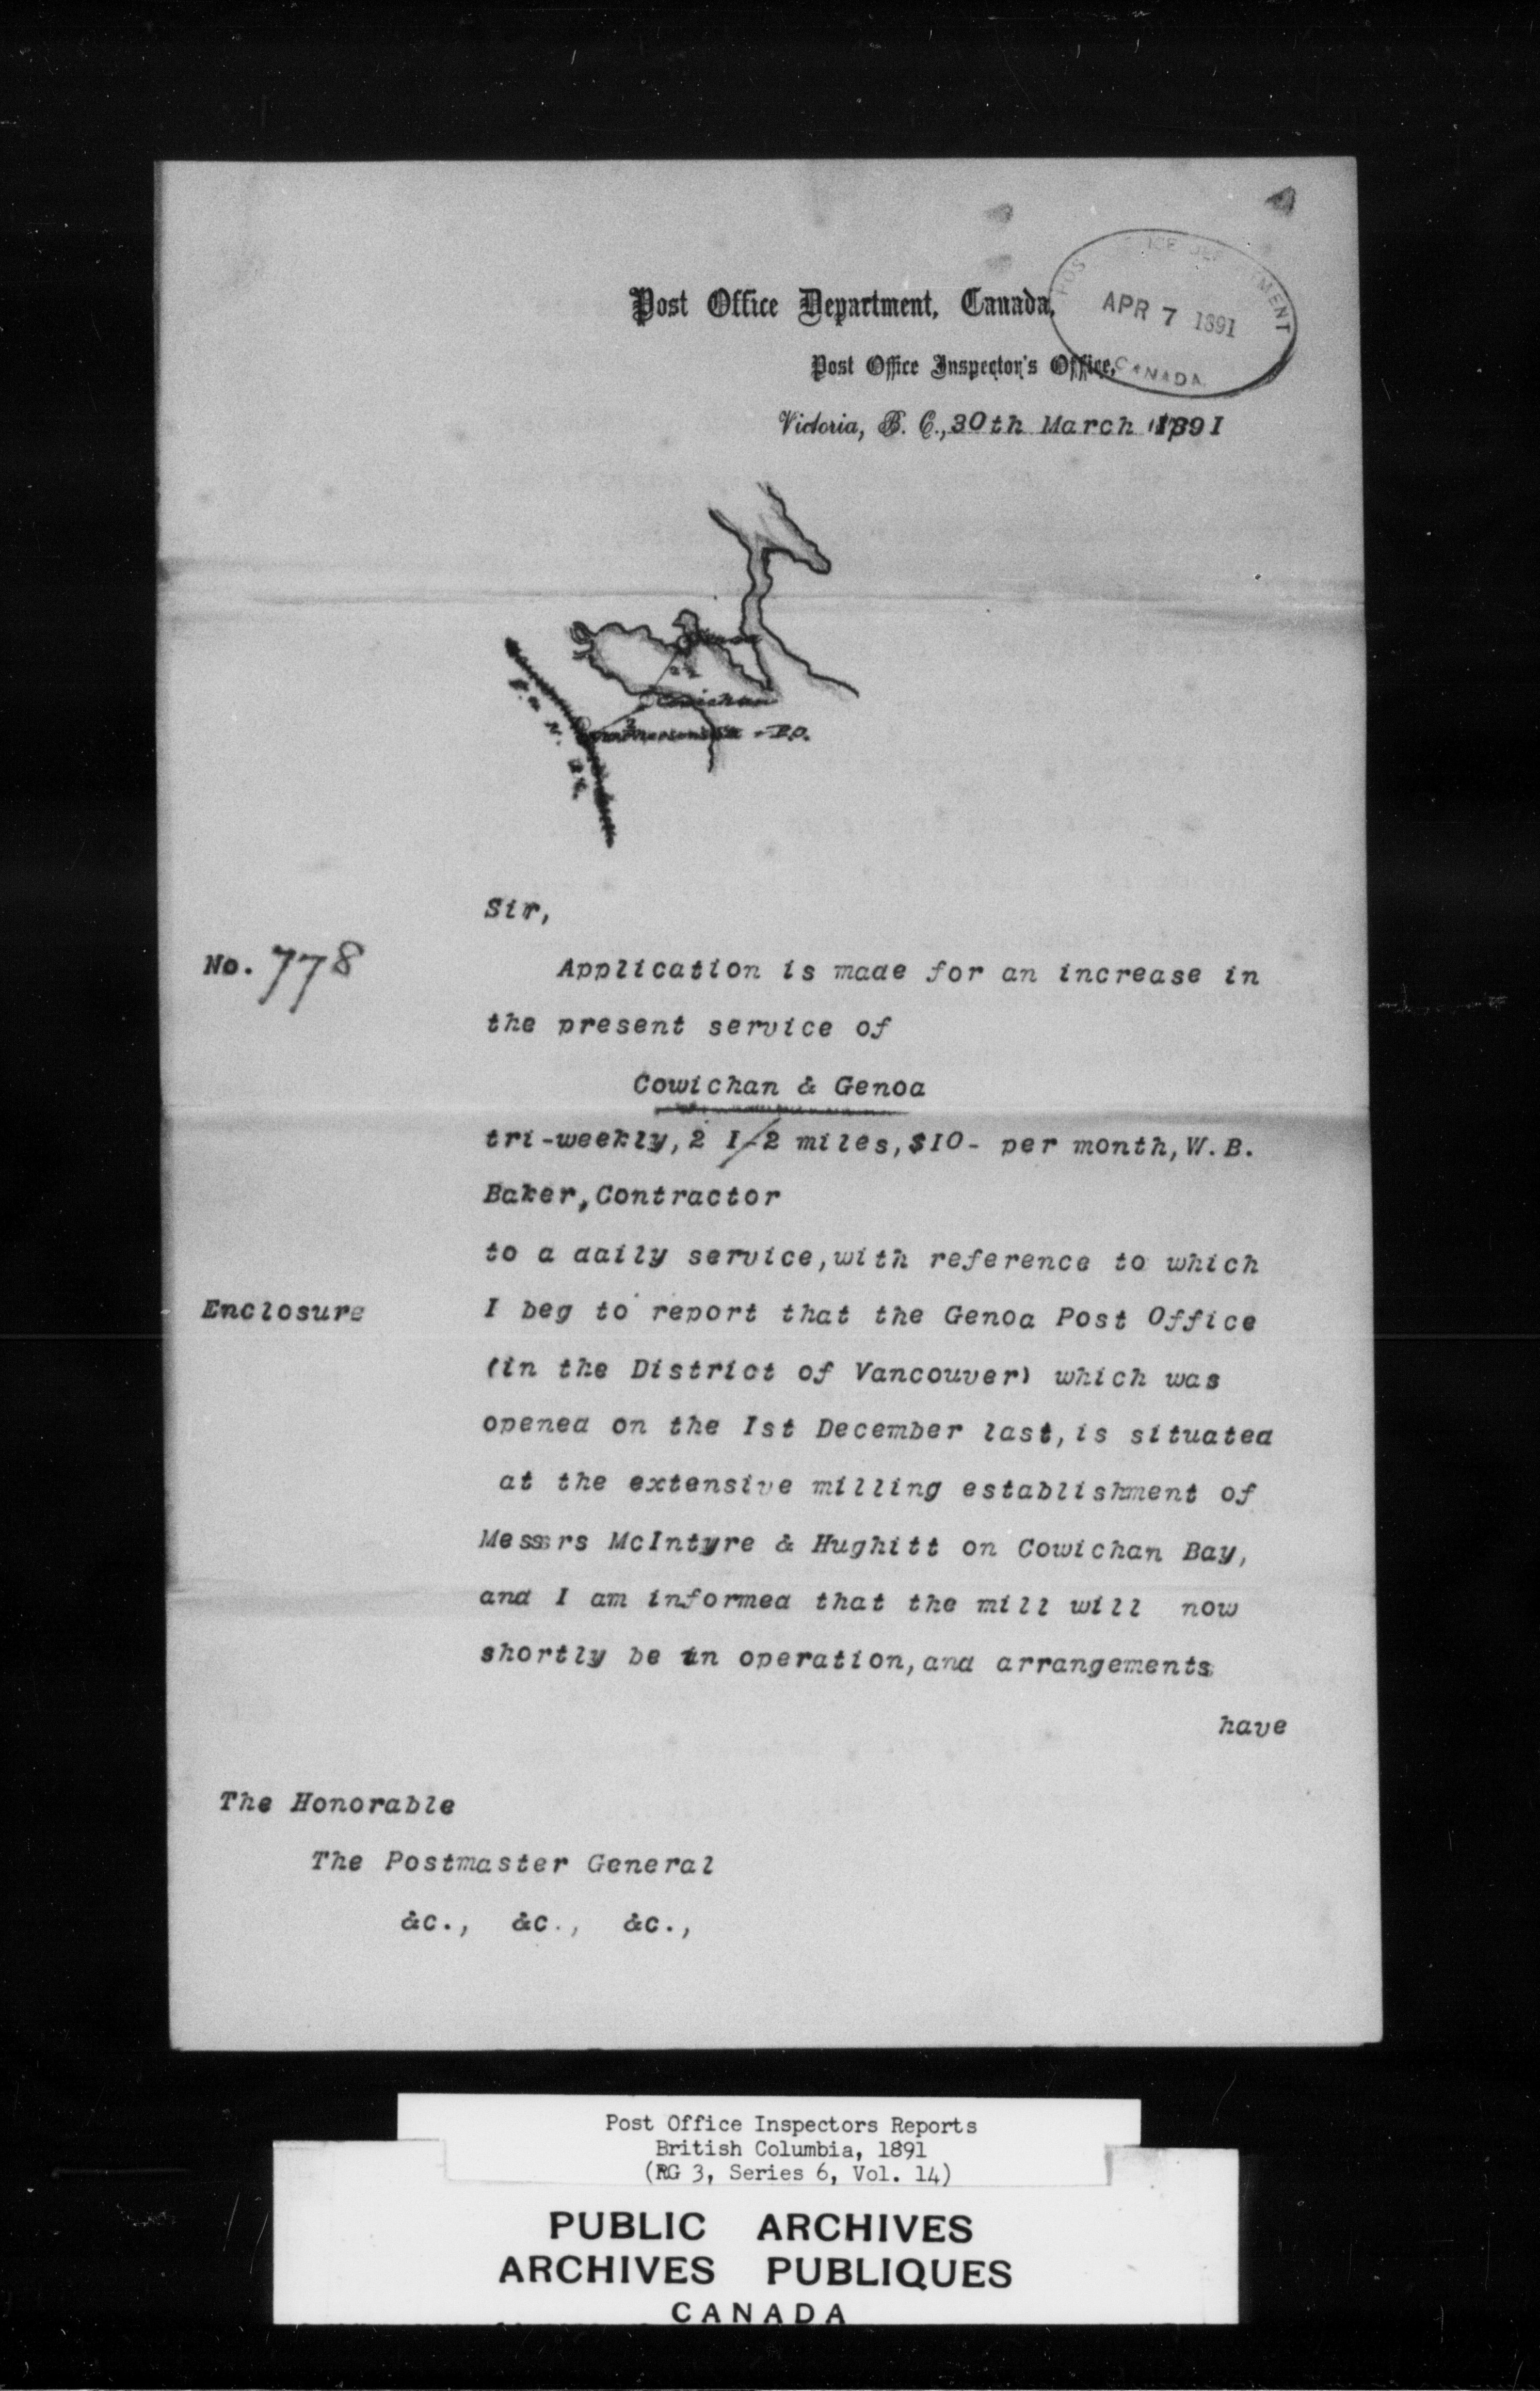 Post Office Department, Canada,
POST OFFICE DEPARTMENT
APR 7 1891
CANADA
Post Office Inspector's Office,
Victoria, B. C., 30th March 1891
Cowichan
P.O.
Sir,
No. 778
Application is made for an increase in
the present service of
Cowichan & Genoa
tri-weekly, 2 1/2 miles, $10- per month, W. B.
Baker, Contractor
to a daily service, with reference to which
Enclosure
I beg to report that the Genoa Post Office
(in the District of Vancouver) which was
opened on the 1st December last, is situated
at the extensive milling establishment of
Messrs McIntyre & Hughitt on Cowichan Bay,
and I am informed that the mill will now
shortly be in operation, and arrangements
have
The Honorable
The Postmaster General
&c., &c., &c.,
Post Office Inspectors Reports
British Columbia, 1891
(RG 3, Series 6, Vol. 14)
PUBLIC ARCHIVES
ARCHIVES PUBLIQUES
CANADA